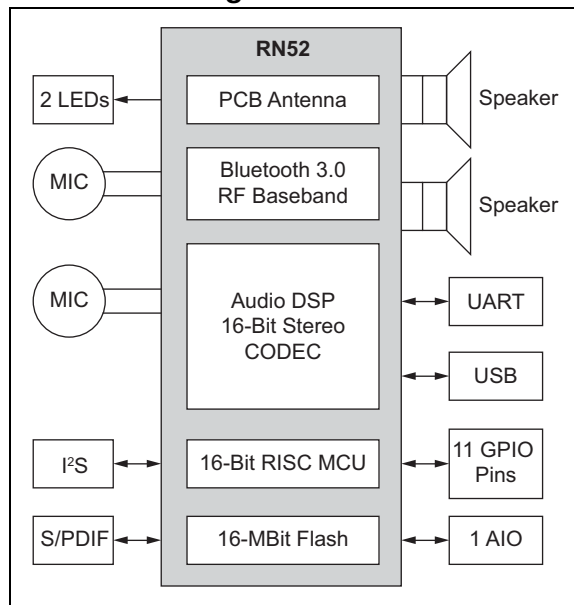 RN52
2 LEDs
PCB Antenna
Speaker
MIC
Bluetooth 3.0
RF Baseband
Speaker
MIC
Audio DSP
16-Bit Stereo
CODEC
UART
USB
I²S
16-Bit RISC MCU
11 GPIO
Pins
S/PDIF
16-MBit Flash
1 AIO